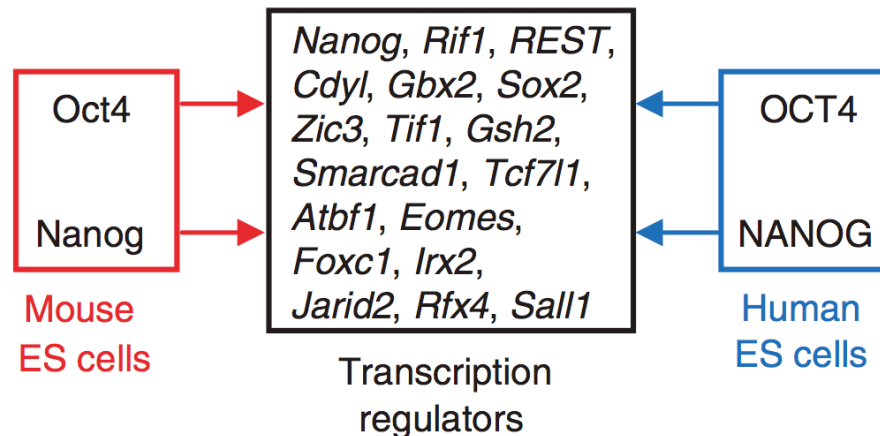 Oct4
Nanog
Mouse
ES cells
Nanog, Rif1, REST,
Cdyl, Gbx2, Sox2,
Zic3, Tif1, Gsh2,
Smarcad1, Tcf7l1,
Atbf1, Eomes,
Foxc1, Irx2,
Jarid2, Rfx4, Sall1
Transcription
regulators
OCT4
NANOG
Human
ES cells